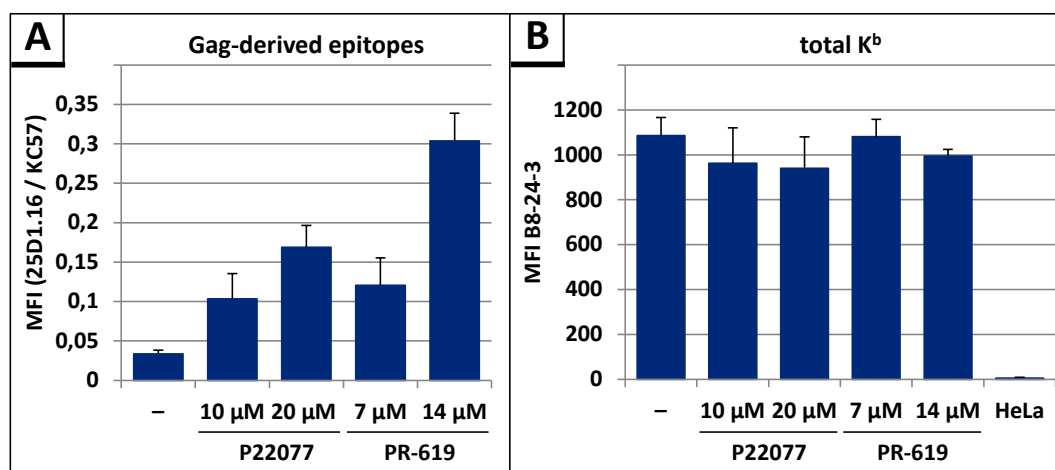 A
Gag-derived epitopes
MFI (25D1.16 / KC57)
0,35
0,3
0,25
0,2
0,15
0,1
0,05
0
– 10 µM 20 µM 7 µM 14 µM
P22077 PR-619
B
total Kᵇ
MFI B8-24-3
1200
1000
800
600
400
200
0
– 10 µM 20 µM 7 µM 14 µM HeLa
P22077 PR-619